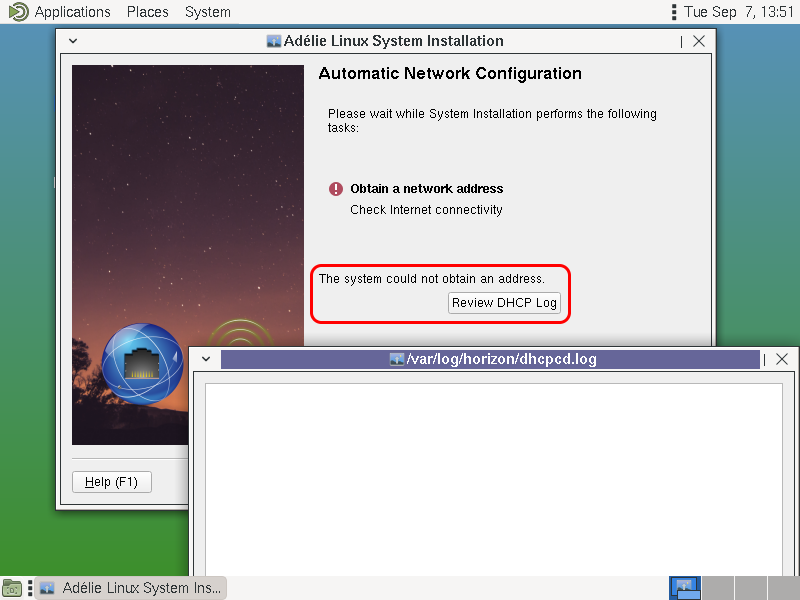 Applications Places System
Tue Sep 7, 13:51
Adélie Linux System Installation
Automatic Network Configuration
Please wait while System Installation performs the following
tasks:
Obtain a network address
Check Internet connectivity
The system could not obtain an address.
Review DHCP Log
/var/log/horizon/dhcpcd.log
Help (F1)
Adélie Linux System Ins...